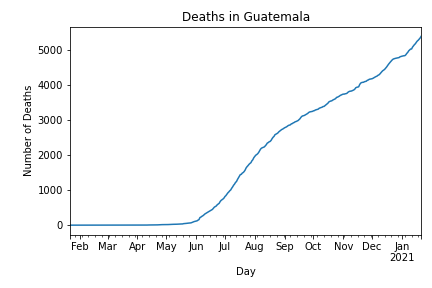 Deaths in Guatemala
Number of Deaths
5000
4000
3000
2000
1000
0
Feb Mar Apr May Jun Jul Aug Sep Oct Nov Dec Jan
2021
Day